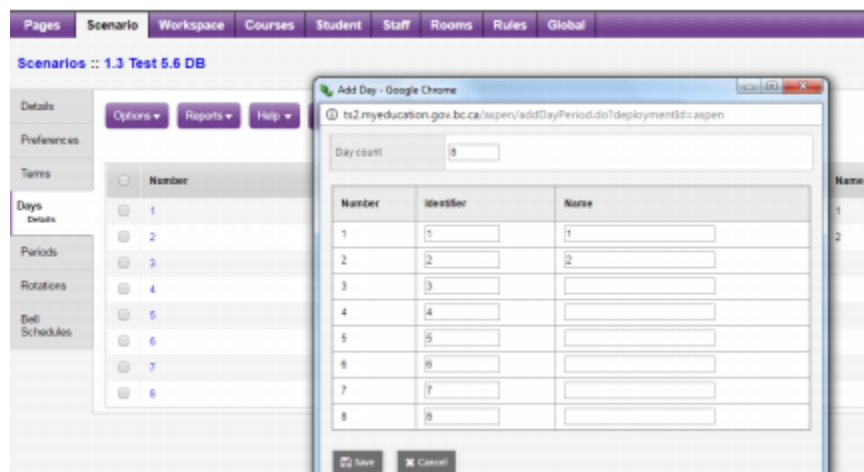 Pages Scenario Workspace Courses Student Staff Rooms Rules Global
Scenarios :: 1.3 Test 5.6 DB
Details
Preferences
Terms
Days
Details
Periods
Rotations
Bell
Schedules
Options Reports Help
Number
1
2
3
4
5
6
7
8
Name
1
2
Add Day - Google Chrome
ts2.myeducation.gov.bc.ca/aspen/addDayPeriod.do?deploymentId=aspen
Day count 8
Number Identifier Name
1 1 1
2 2 2
3 3
4 4
5 5
6 6
7 7
8 8
Save Cancel